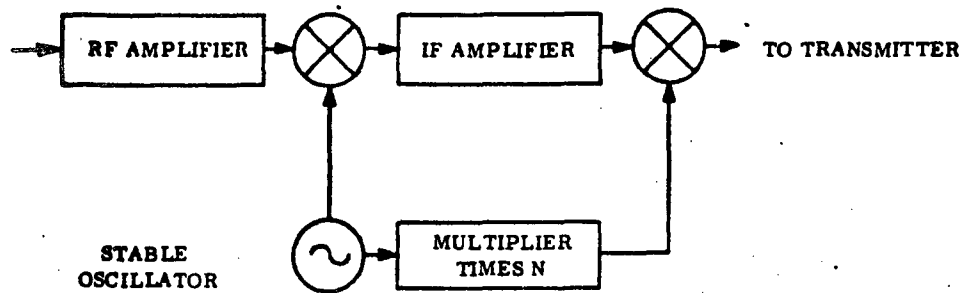 RF AMPLIFIER
IF AMPLIFIER
TO TRANSMITTER
STABLE
OSCILLATOR
MULTIPLIER
TIMES N